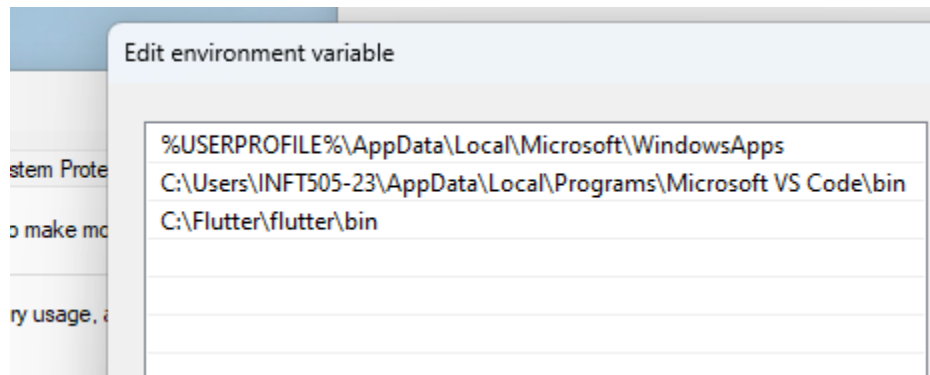 Edit environment variable
%USERPROFILE%\AppData\Local\Microsoft\WindowsApps
stem Prote
C:\Users\INFT505-23\AppData\Local\Programs\Microsoft VS Code\bin
C:\Flutter\flutter\bin
o make mo
ry usage, a